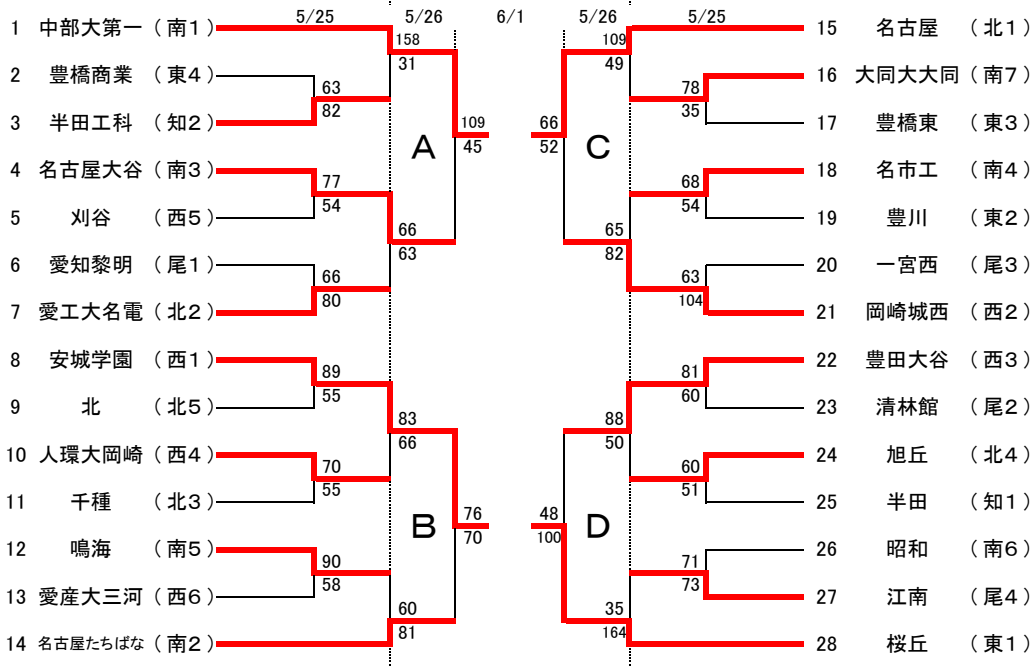 5/25 5/26 6/1 5/26 5/25
1 中部大第一 （南1） 158 109 15 名古屋 （北1）
31 49
2 豊橋商業 （東4） 63 78 16 大同大大同 （南7）
3 半田工科 （知2） 82 109 66 35 17 豊橋東 （東3）
A 45 52 C
4 名古屋大谷 （南3） 77 68 18 名市工 （南4）
5 刈谷 （西5） 54 54 19 豊川 （東2）
66 65
63 82
6 愛知黎明 （尾1） 66 63 20 一宮西 （尾3）
7 愛工大名電 （北2） 80 104 21 岡崎城西 （西2）
8 安城学園 （西1） 89 81 22 豊田大谷 （西3）
9 北 （北5） 55 60 23 清林館 （尾2）
83 88
66 50
10 人環大岡崎 （西4） 70 60 24 旭丘 （北4）
11 千種 （北3） 55 51 25 半田 （知1）
B 76 48 D
70 100
12 鳴海 （南5） 90 71 26 昭和 （南6）
13 愛産大三河 （西6） 58 73 27 江南 （尾4）
60 35
14 名古屋たちばな （南2） 81 164 28 桜丘 （東1）